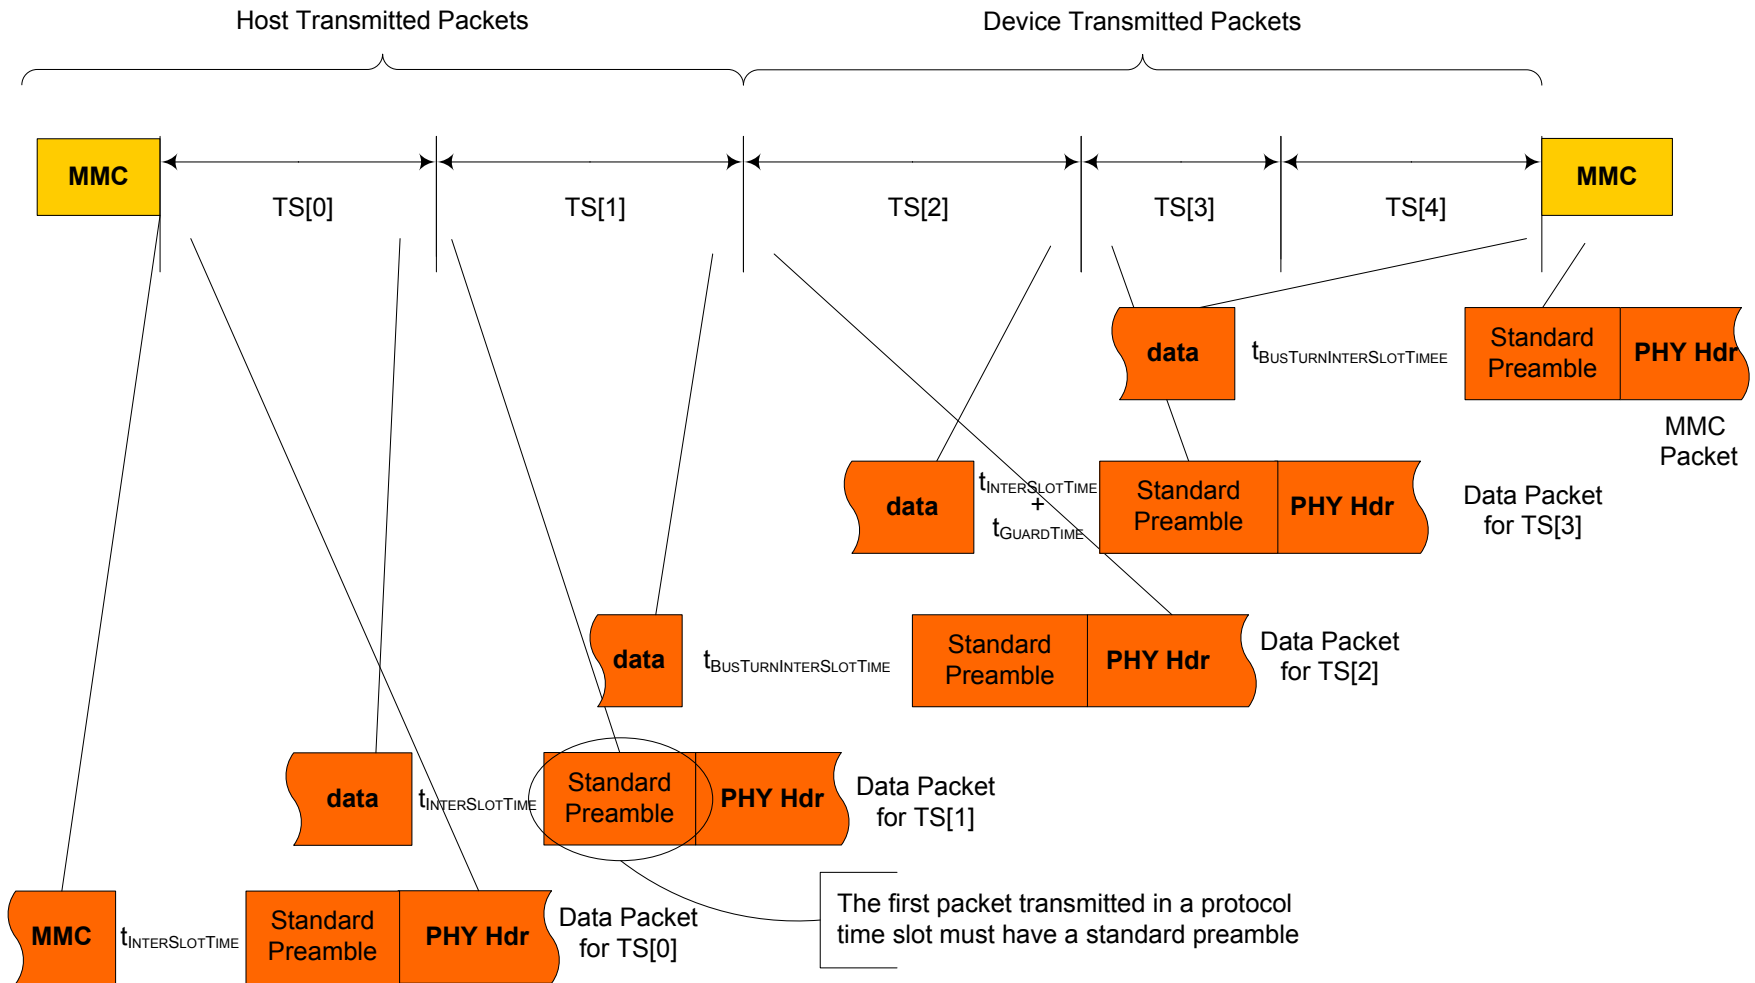 Host Transmitted Packets
Device Transmitted Packets
MMC
TS[0]
TS[1]
TS[2]
TS[3]
TS[4]
MMC
data
tBUSTURNINTERSLOTTIMEE
Standard
Preamble
PHY Hdr
MMC
Packet
data
tINTERSLOTTIME
+
tGUARDTIME
Standard
Preamble
PHY Hdr
Data Packet
for TS[3]
data
tBUSTURNINTERSLOTTIME
Standard
Preamble
PHY Hdr
Data Packet
for TS[2]
data
tINTERSLOTTIME
Standard
Preamble
PHY Hdr
Data Packet
for TS[1]
MMC
tINTERSLOTTIME
Standard
Preamble
PHY Hdr
Data Packet
for TS[0]
The first packet transmitted in a protocol
time slot must have a standard preamble